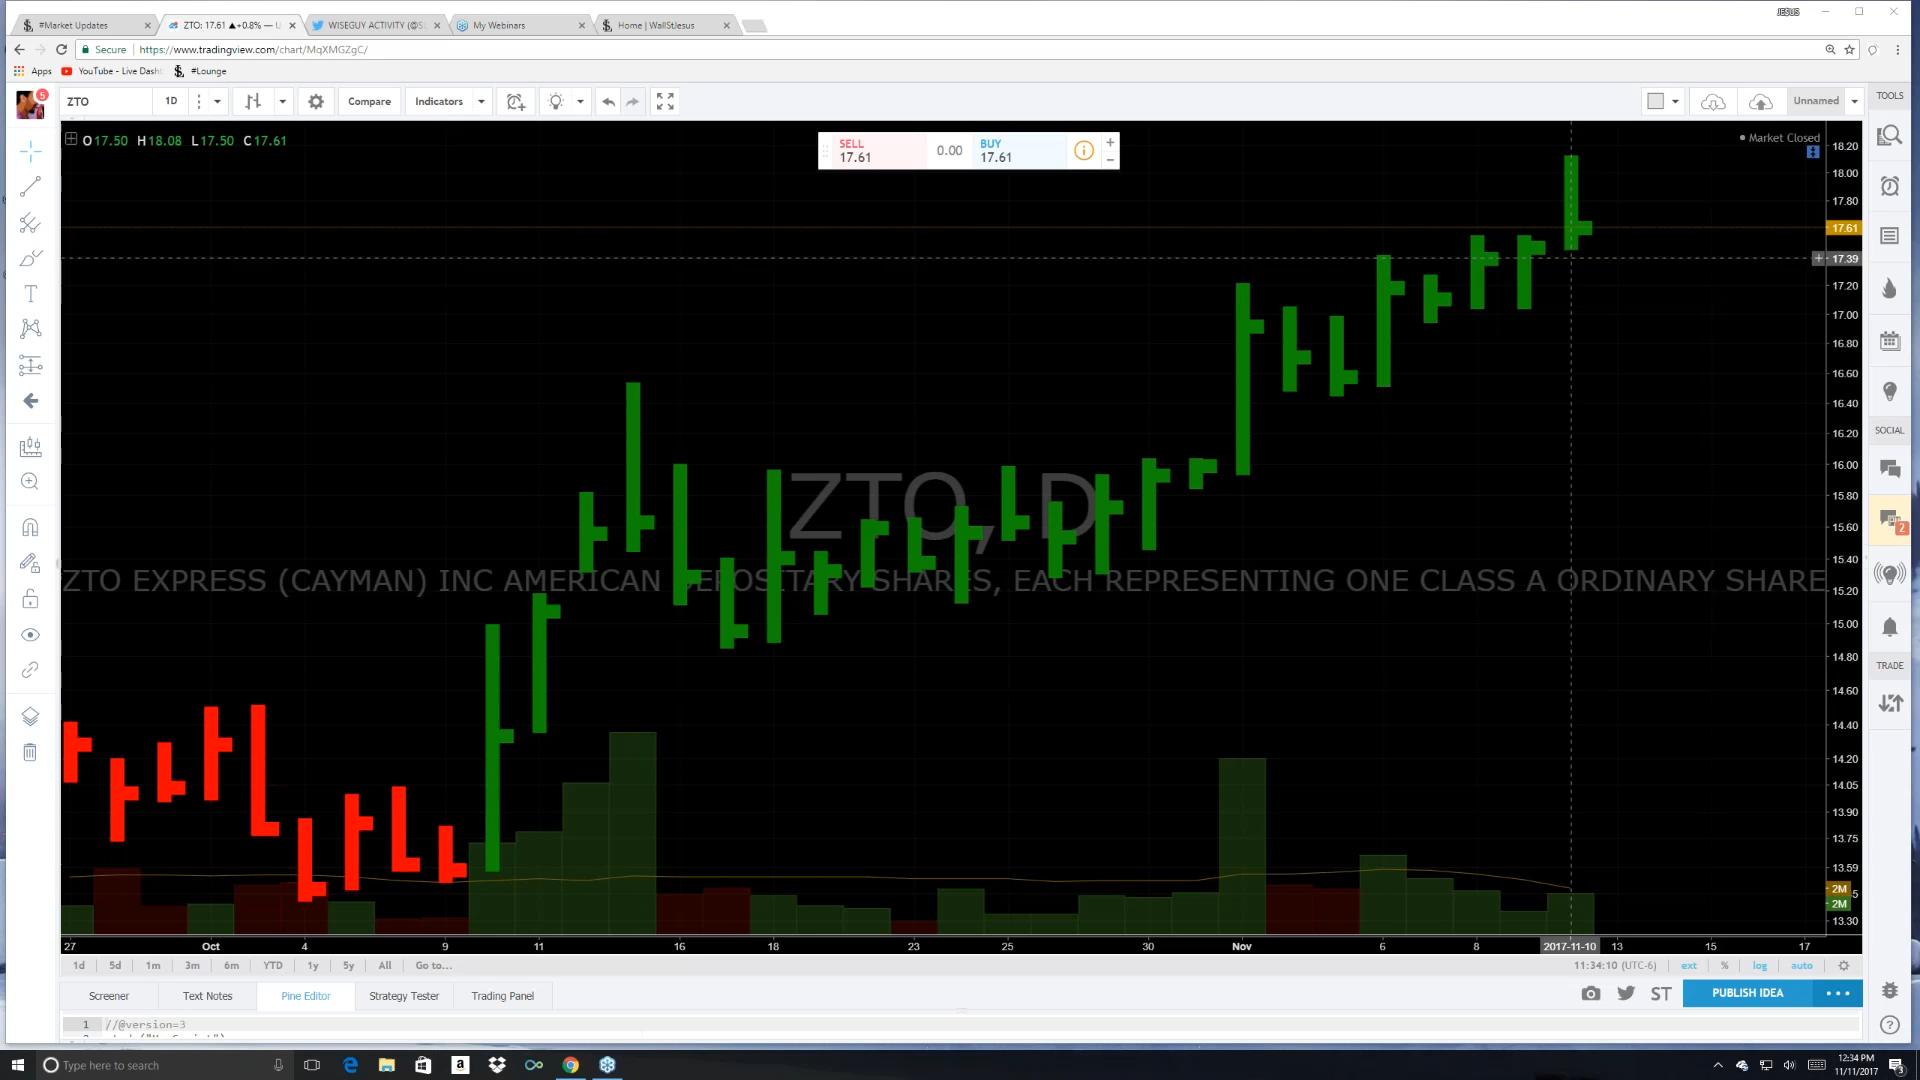 JESUS
#Market Updates
ZTO: 17.61 ▲+0.8% — U
WISEGUY ACTIVITY (@S
My Webinars
Home | WallStJesus
Secure
https://www.tradingview.com/chart/MqXMGZgC/
Apps
YouTube - Live Dash
#Lounge
5
ZTO
1D
Compare
Indicators
Unnamed
TOOLS
O17.50 H18.08 L17.50 C17.61
SELL
17.61
0.00
BUY
17.61
Market Closed
18.20
18.00
17.80
17.61
17.39
17.20
17.00
16.80
16.60
16.40
16.20
16.00
15.80
15.60
15.40
15.20
15.00
14.80
14.60
14.40
14.20
14.05
13.90
13.75
13.59
2M
2M
13.30
ZTO, D
ZTO EXPRESS (CAYMAN) INC AMERICAN DEPOSITARY SHARES, EACH REPRESENTING ONE CLASS A ORDINARY SHARE
SOCIAL
2
TRADE
27 Oct 4 9 11 16 18 23 25 30 Nov 6 8 2017-11-10 13 15 17
1d 5d 1m 3m 6m YTD 1y 5y All Go to...
11:34:10 (UTC-6) ext % log auto
Screener
Text Notes
Pine Editor
Strategy Tester
Trading Panel
ST
PUBLISH IDEA
1 //@version=3
Type here to search
12:34 PM
11/11/2017
3